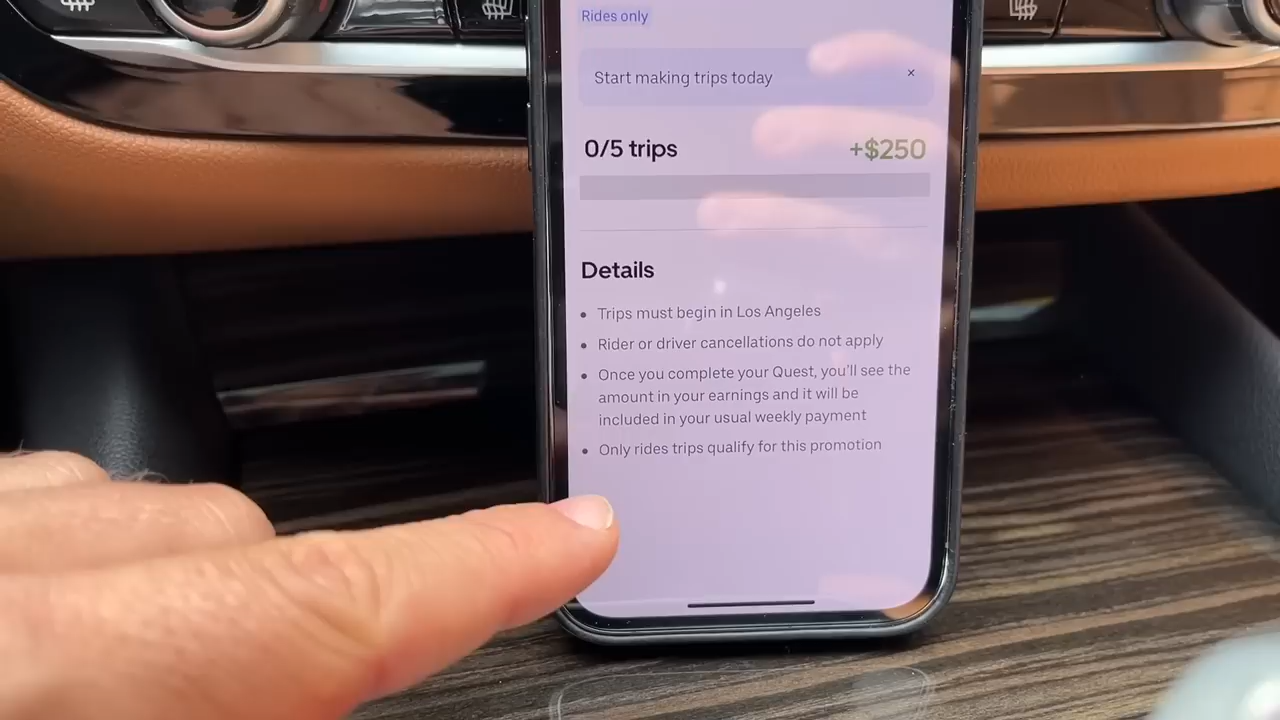 Rides only
Start making trips today
×
0/5 trips
+$250
Details
• Trips must begin in Los Angeles
• Rider or driver cancellations do not apply
• Once you complete your Quest, you'll see the
amount in your earnings and it will be
included in your usual weekly payment
• Only rides trips qualify for this promotion